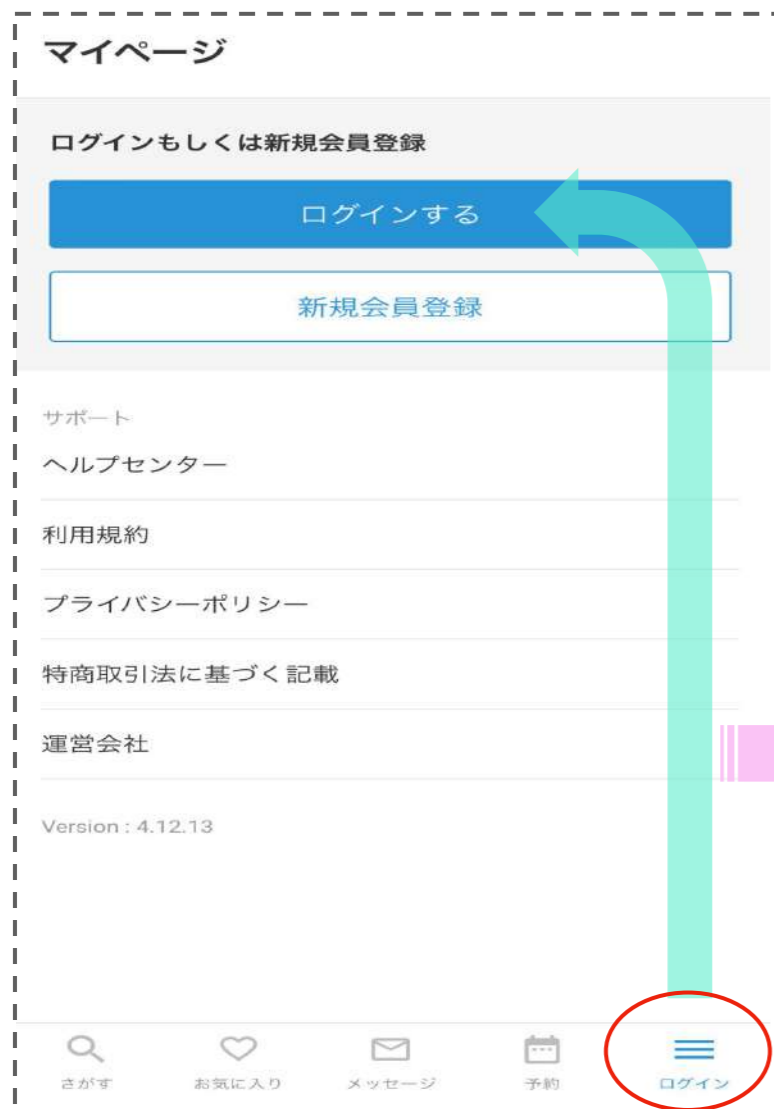 マイページ
ログインもしくは新規会員登録
ログインする
新規会員登録
サポート
ヘルプセンター
利用規約
プライバシーポリシー
特商取引法に基づく記載
運営会社
Version : 4.12.13
さがす
お気に入り
メッセージ
予約
ログイン